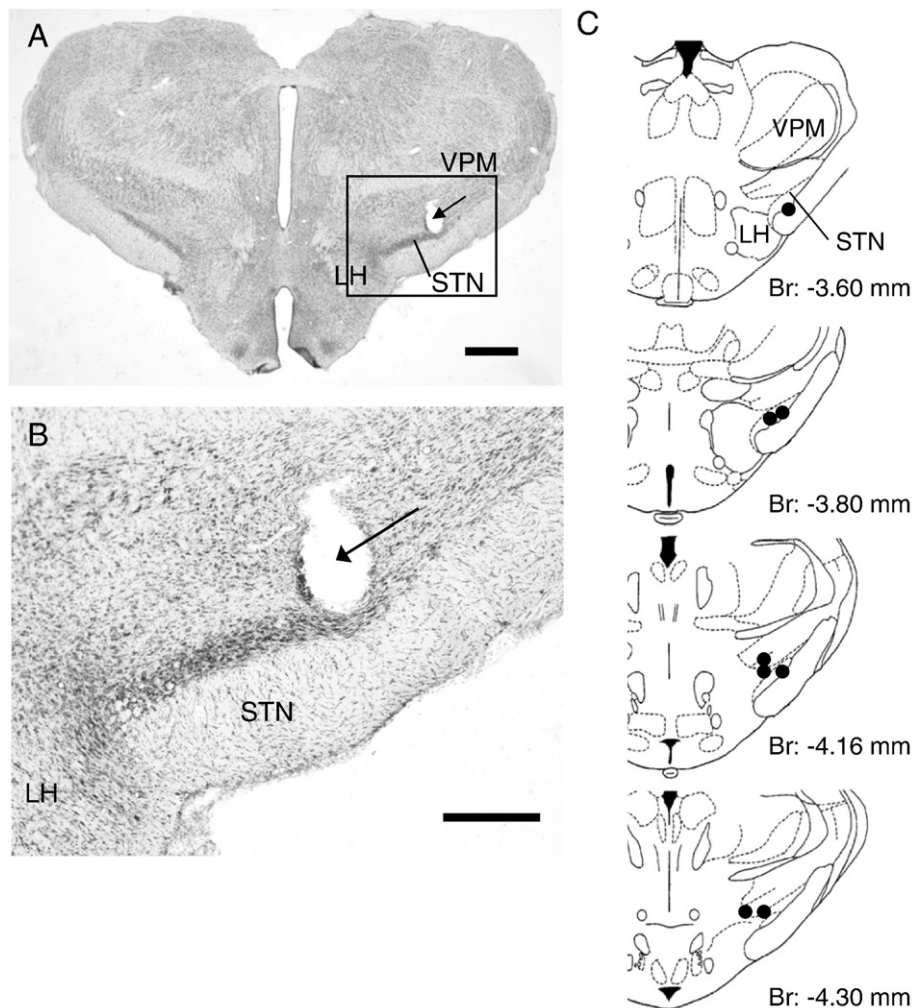 A
VPM
LH
STN
B
STN
LH
C
VPM
LH
STN
Br: -3.60 mm
Br: -3.80 mm
Br: -4.16 mm
Br: -4.30 mm